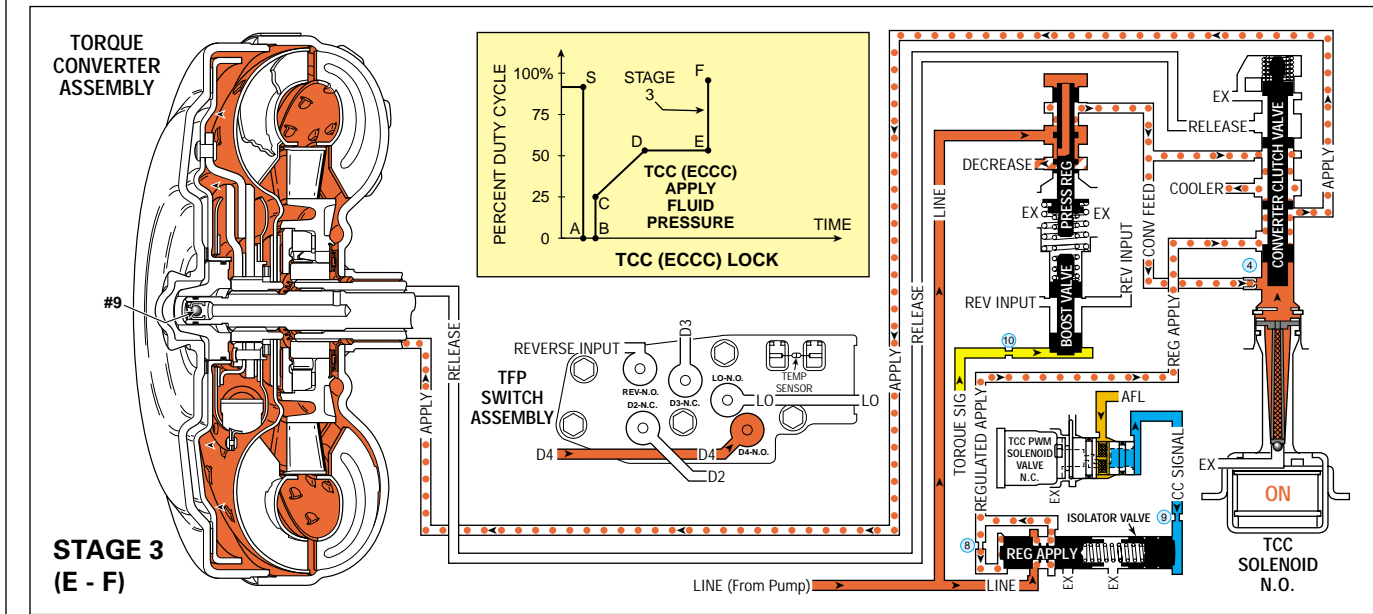 TORQUE
CONVERTER
ASSEMBLY
#9
STAGE 3
(E - F)
PERCENT DUTY CYCLE
100%
75
50
25
0
S
A
B
C
D
E
F
STAGE
3
TCC (ECCC)
APPLY
FLUID
PRESSURE
TIME
TCC (ECCC) LOCK
RELEASE
APPLY
REVERSE INPUT
TFP
SWITCH
ASSEMBLY
D3
REV-N.O.
D3-N.C.
LO-N.O.
D2-N.C.
D4-N.O.
TEMP
SENSOR
LO
LO
D4
D4
D2
APPLY
RELEASE
LINE
DECREASE
PRESS REG
EX
EX
REV INPUT
REV INPUT
BOOST VALVE
10
TORQUE SIG
REGULATED APPLY
CONV FEED
REG APPLY
EX
RELEASE
COOLER
CONVERTER CLUTCH VALVE
APPLY
4
AFL
TCC PWM
SOLENOID
VALVE
N.C.
EX
TCC SIGNAL
ISOLATOR VALVE
9
8
REG APPLY
EX
EX
LINE (From Pump)
LINE
EX
ON
TCC
SOLENOID
N.O.